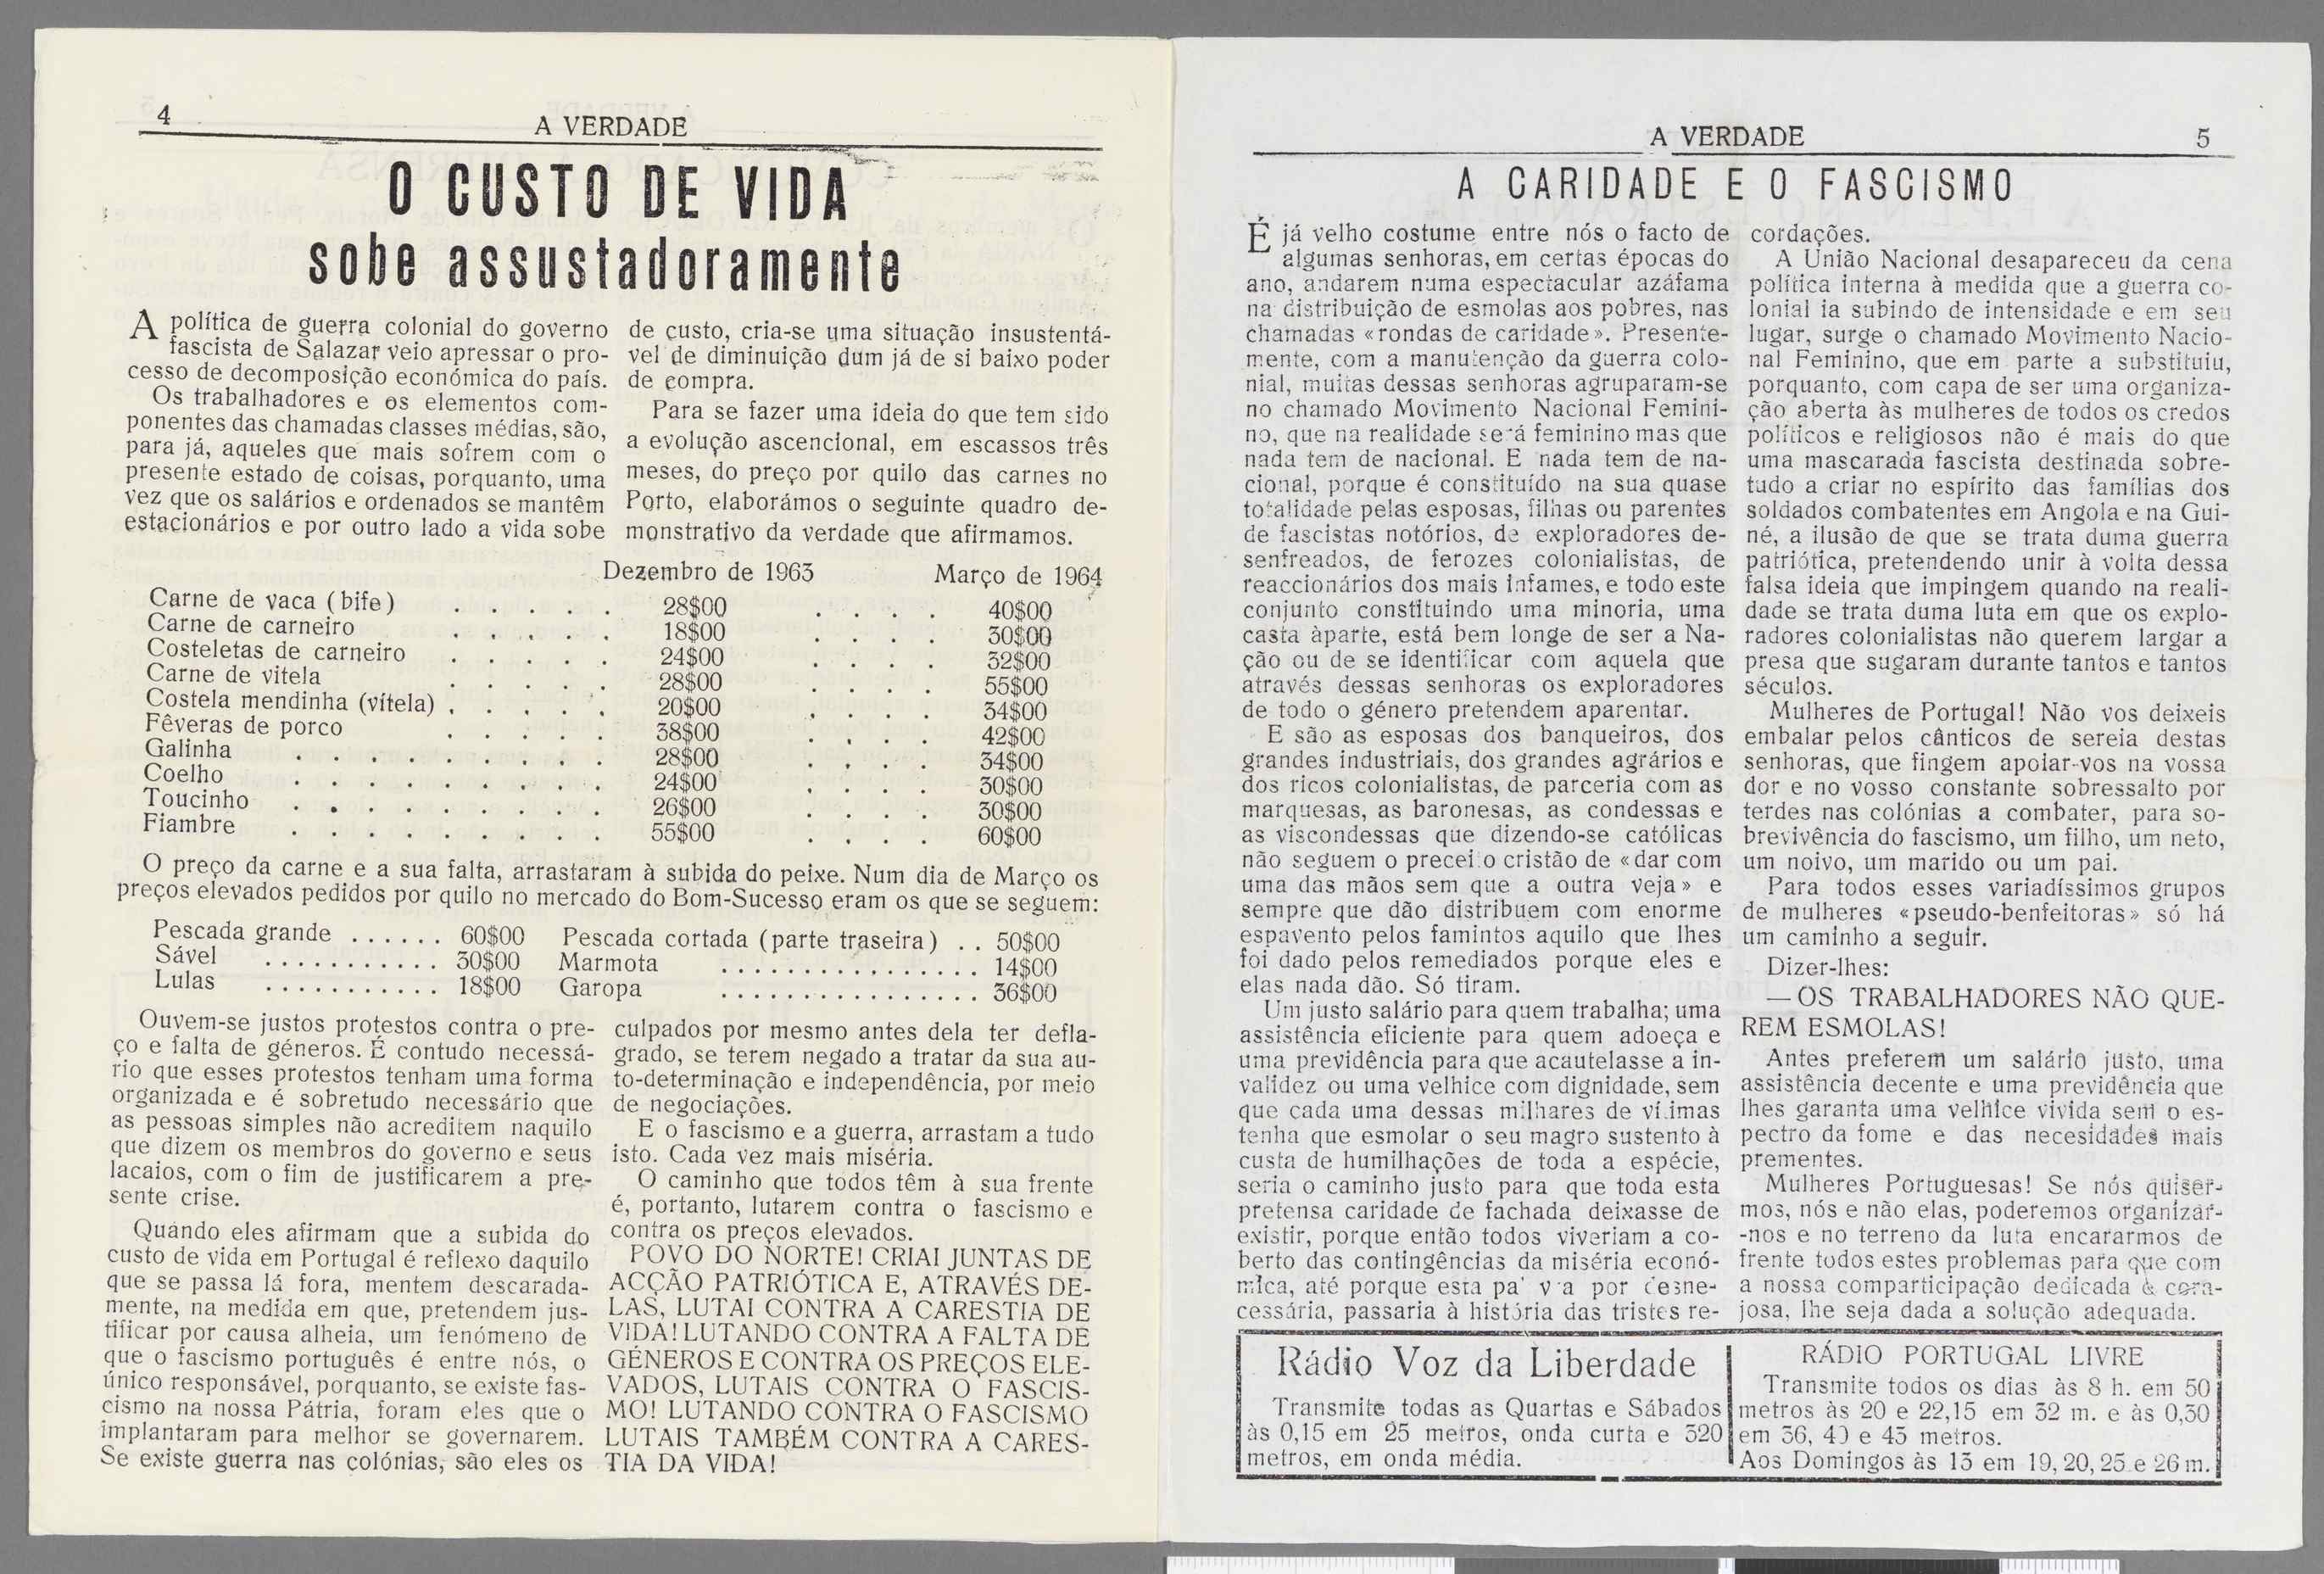 4
A VERDADE
O CUSTO DE VIDA
sobe assustadoramente
A política de guerra colonial do governo
fascista de Salazar veio apressar o pro-
cesso de decomposição económica do país.
Os trabalhadores e os elementos com-
ponentes das chamadas classes médias, são,
para já, aqueles que mais sofrem com o
presente estado de coisas, porquanto, uma
vez que os salários e ordenados se mantêm
estacionários e por outro lado a vida sobe
de custo, cria-se uma situação insustentá-
vel de diminuição dum já de si baixo poder
de compra.
Para se fazer uma ideia do que tem sido
a evolução ascencional, em escassos três
meses, do preço por quilo das carnes no
Porto, elaborámos o seguinte quadro de-
monstrativo da verdade que afirmamos.
Dezembro de 1963 Março de 1964
Carne de vaca (bife) . . . . . 28$00 . . . . 40$00
Carne de carneiro . . . . . 18$00 . . . . 30$00
Costeletas de carneiro . . . . . 24$00 . . . . 32$00
Carne de vitela . . . . . 28$00 . . . . 55$00
Costela mendinha (vítela) . . . . . 20$00 . . . . 34$00
Fêveras de porco . . . . . 38$00 . . . . 42$00
Galinha . . . . . . . . . 28$00 . . . . 34$00
Coelho . . . . . . . . . 24$00 . . . . 30$00
Toucinho . . . . . . . . . 26$00 . . . . 30$00
Fiambre . . . . . . . . . 55$00 . . . . 60$00
O preço da carne e a sua falta, arrastaram à subida do peixe. Num dia de Março os
preços elevados pedidos por quilo no mercado do Bom-Sucesso eram os que se seguem:
Pescada grande ...... 60$00 Pescada cortada (parte traseira) .. 50$00
Sável ........... 30$00 Marmota ................. 14$00
Lulas ........... 18$00 Garopa ................. 36$00
Ouvem-se justos protestos contra o pre-
ço e falta de géneros. É contudo necessá-
rio que esses protestos tenham uma forma
organizada e é sobretudo necessário que
as pessoas simples não acreditem naquilo
que dizem os membros do governo e seus
lacaios, com o fim de justificarem a pre-
sente crise.
Quando eles afirmam que a subida do
custo de vida em Portugal é reflexo daquilo
que se passa lá fora, mentem descarada-
mente, na medida em que, pretendem jus-
tificar por causa alheia, um fenómeno de
que o fascismo português é entre nós, o
único responsável, porquanto, se existe fas-
cismo na nossa Pátria, foram eles que o
implantaram para melhor se governarem.
Se existe guerra nas colónias, são eles os
culpados por mesmo antes dela ter defla-
grado, se terem negado a tratar da sua au-
to-determinação e independência, por meio
de negociações.
E o fascismo e a guerra, arrastam a tudo
isto. Cada vez mais miséria.
O caminho que todos têm à sua frente
é, portanto, lutarem contra o fascismo e
contra os preços elevados.
POVO DO NORTE! CRIAI JUNTAS DE
ACÇÃO PATRIÓTICA E, ATRAVÉS DE-
LAS, LUTAI CONTRA A CARESTIA DE
VIDA! LUTANDO CONTRA A FALTA DE
GÉNEROS E CONTRA OS PREÇOS ELE-
VADOS, LUTAIS CONTRA O FASCIS-
MO! LUTANDO CONTRA O FASCISMO
LUTAIS TAMBÉM CONTRA A CARES-
TIA DA VIDA!
A VERDADE
5
A CARIDADE E O FASCISMO
É já velho costume entre nós o facto de
algumas senhoras, em certas épocas do
ano, andarem numa espectacular azáfama
na distribuição de esmolas aos pobres, nas
chamadas «rondas de caridade». Presente-
mente, com a manutenção da guerra colo-
nial, muitas dessas senhoras agruparam-se
no chamado Movimento Nacional Femini-
no, que na realidade será feminino mas que
nada tem de nacional. E nada tem de na-
cional, porque é constituído na sua quase
totalidade pelas esposas, filhas ou parentes
de fascistas notórios, de exploradores de-
senfreados, de ferozes colonialistas, de
reaccionários dos mais infames, e todo este
conjunto constituindo uma minoria, uma
casta àparte, está bem longe de ser a Na-
ção ou de se identificar com aquela que
através dessas senhoras os exploradores
de todo o género pretendem aparentar.
E são as esposas dos banqueiros, dos
grandes industriais, dos grandes agrários e
dos ricos colonialistas, de parceria com as
marquesas, as baronesas, as condessas e
as viscondessas que dizendo-se católicas
não seguem o preceito cristão de «dar com
uma das mãos sem que a outra veja» e
sempre que dão distribuem com enorme
espavento pelos famintos aquilo que lhes
foi dado pelos remediados porque eles e
elas nada dão. Só tiram.
Um justo salário para quem trabalha; uma
assistência eficiente para quem adoeça e
uma previdência para que acautelasse a in-
validez ou uma velhice com dignidade, sem
que cada uma dessas milhares de vítimas
tenha que esmolar o seu magro sustento à
custa de humilhações de toda a espécie,
seria o caminho justo para que toda esta
pretensa caridade de fachada deixasse de
existir, porque então todos viveriam a co-
berto das contingências da miséria econó-
mica, até porque esta por desne-
cessária, passaria à história das tristes re-
cordações.
A União Nacional desapareceu da cena
política interna à medida que a guerra co-
lonial ia subindo de intensidade e em seu
lugar, surge o chamado Movimento Nacio-
nal Feminino, que em parte a substituiu,
porquanto, com capa de ser uma organiza-
ção aberta às mulheres de todos os credos
políticos e religiosos não é mais do que
uma mascarada fascista destinada sobre-
tudo a criar no espírito das famílias dos
soldados combatentes em Angola e na Gui-
né, a ilusão de que se trata duma guerra
patriótica, pretendendo unir à volta dessa
falsa ideia que impingem quando na reali-
dade se trata duma luta em que os explo-
radores colonialistas não querem largar a
presa que sugaram durante tantos e tantos
séculos.
Mulheres de Portugal! Não vos deixeis
embalar pelos cânticos de sereia destas
senhoras, que fingem apoiar-vos na vossa
dor e no vosso constante sobressalto por
terdes nas colónias a combater, para so-
brevivência do fascismo, um filho, um neto,
um noivo, um marido ou um pai.
Para todos esses variadíssimos grupos
de mulheres «pseudo-benfeitoras» só há
um caminho a seguir.
Dizer-lhes:
—OS TRABALHADORES NÃO QUE-
REM ESMOLAS!
Antes preferem um salário justo, uma
assistência decente e uma previdência que
lhes garanta uma velhice vivida sem o es-
pectro da fome e das necesidades mais
prementes.
Mulheres Portuguesas! Se nós quiser-
mos, nós e não elas, poderemos organizar-
-nos e no terreno da luta encararmos de
frente todos estes problemas para que com
a nossa comparticipação dedicada e cora-
josa, lhe seja dada a solução adequada.
Rádio Voz da Liberdade
Transmite todas as Quartas e Sábados
às 0,15 em 25 metros, onda curta e 320
metros, em onda média.
RÁDIO PORTUGAL LIVRE
Transmite todos os dias às 8 h. em 50
metros às 20 e 22,15 em 32 m. e às 0,30
em 36, 40 e 43 metros.
Aos Domingos às 13 em 19, 20, 25 e 26 m.